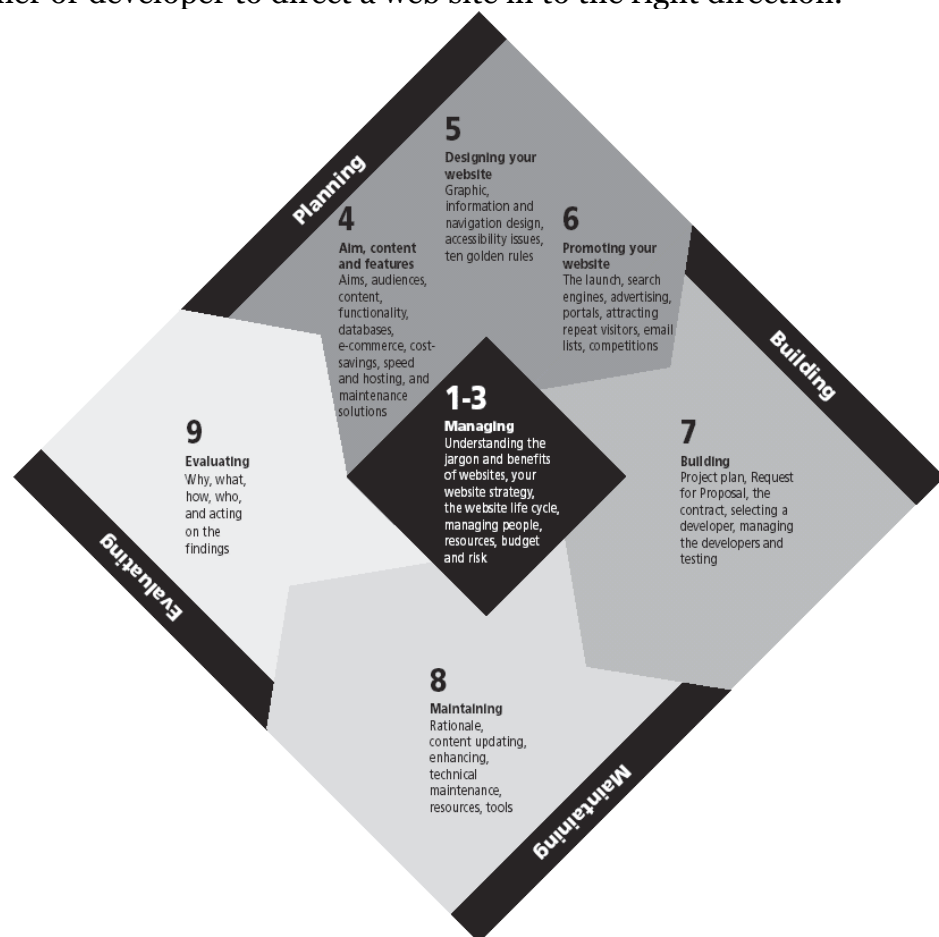 ner or developer to direct a web site in to the right direction.
Planning
5
Designing your
website
Graphic,
information and
navigation design,
accessibility issues,
ten golden rules
4
Aim, content
and features
Aims, audiences,
content,
functionality,
databases,
e-commerce, cost-
savings, speed
and hosting, and
maintenance
solutions
6
Promoting your
website
The launch, search
engines, advertising,
portals, attracting
repeat visitors, email
lists, competitions
Building
1-3
Managing
Understanding the
jargon and benefits
of websites, your
website strategy,
the website life cycle,
managing people,
resources, budget
and risk
7
Building
Project plan, Request
for Proposal, the
contract, selecting a
developer, managing
the developers and
testing
9
Evaluating
Why, what,
how, who,
and acting
on the
findings
Evaluating
8
Maintaining
Rationale,
content updating,
enhancing,
technical
maintenance,
resources, tools
Maintaining